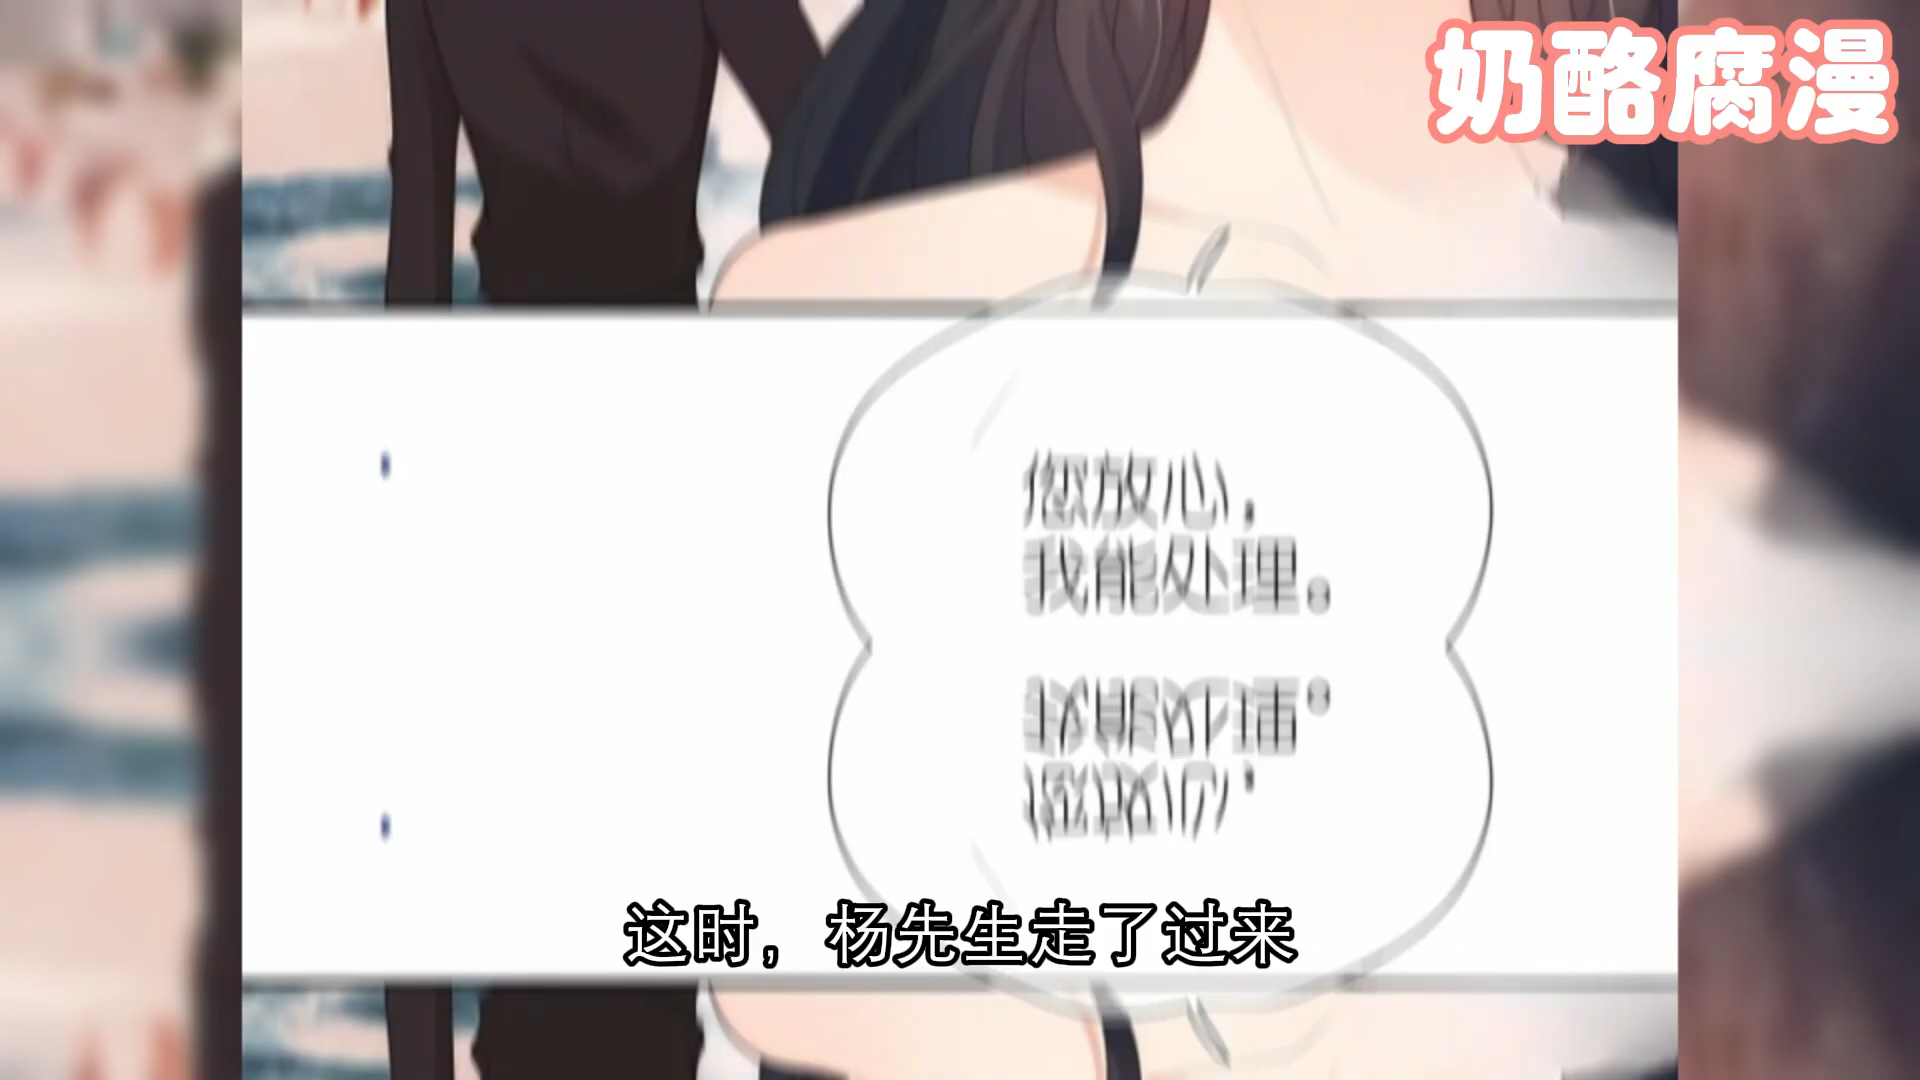 奶酪腐漫
您放心，
我能处理。
这时，杨先生走了过来